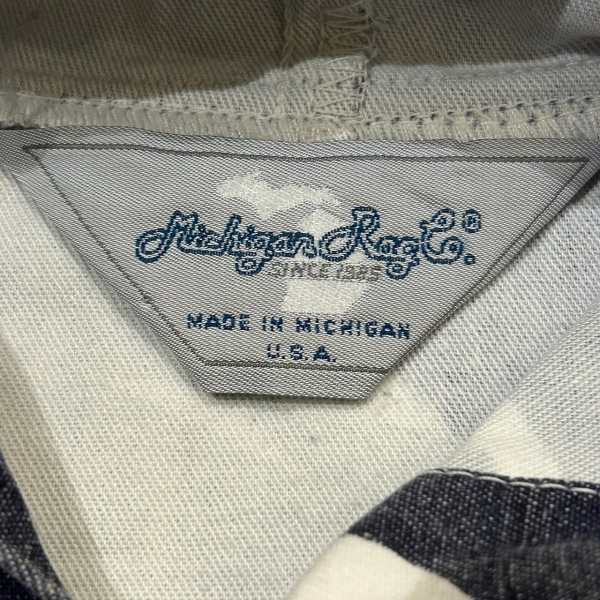 Michigan Rag Co.®
SINCE 1985
MADE IN MICHIGAN
U.S.A.